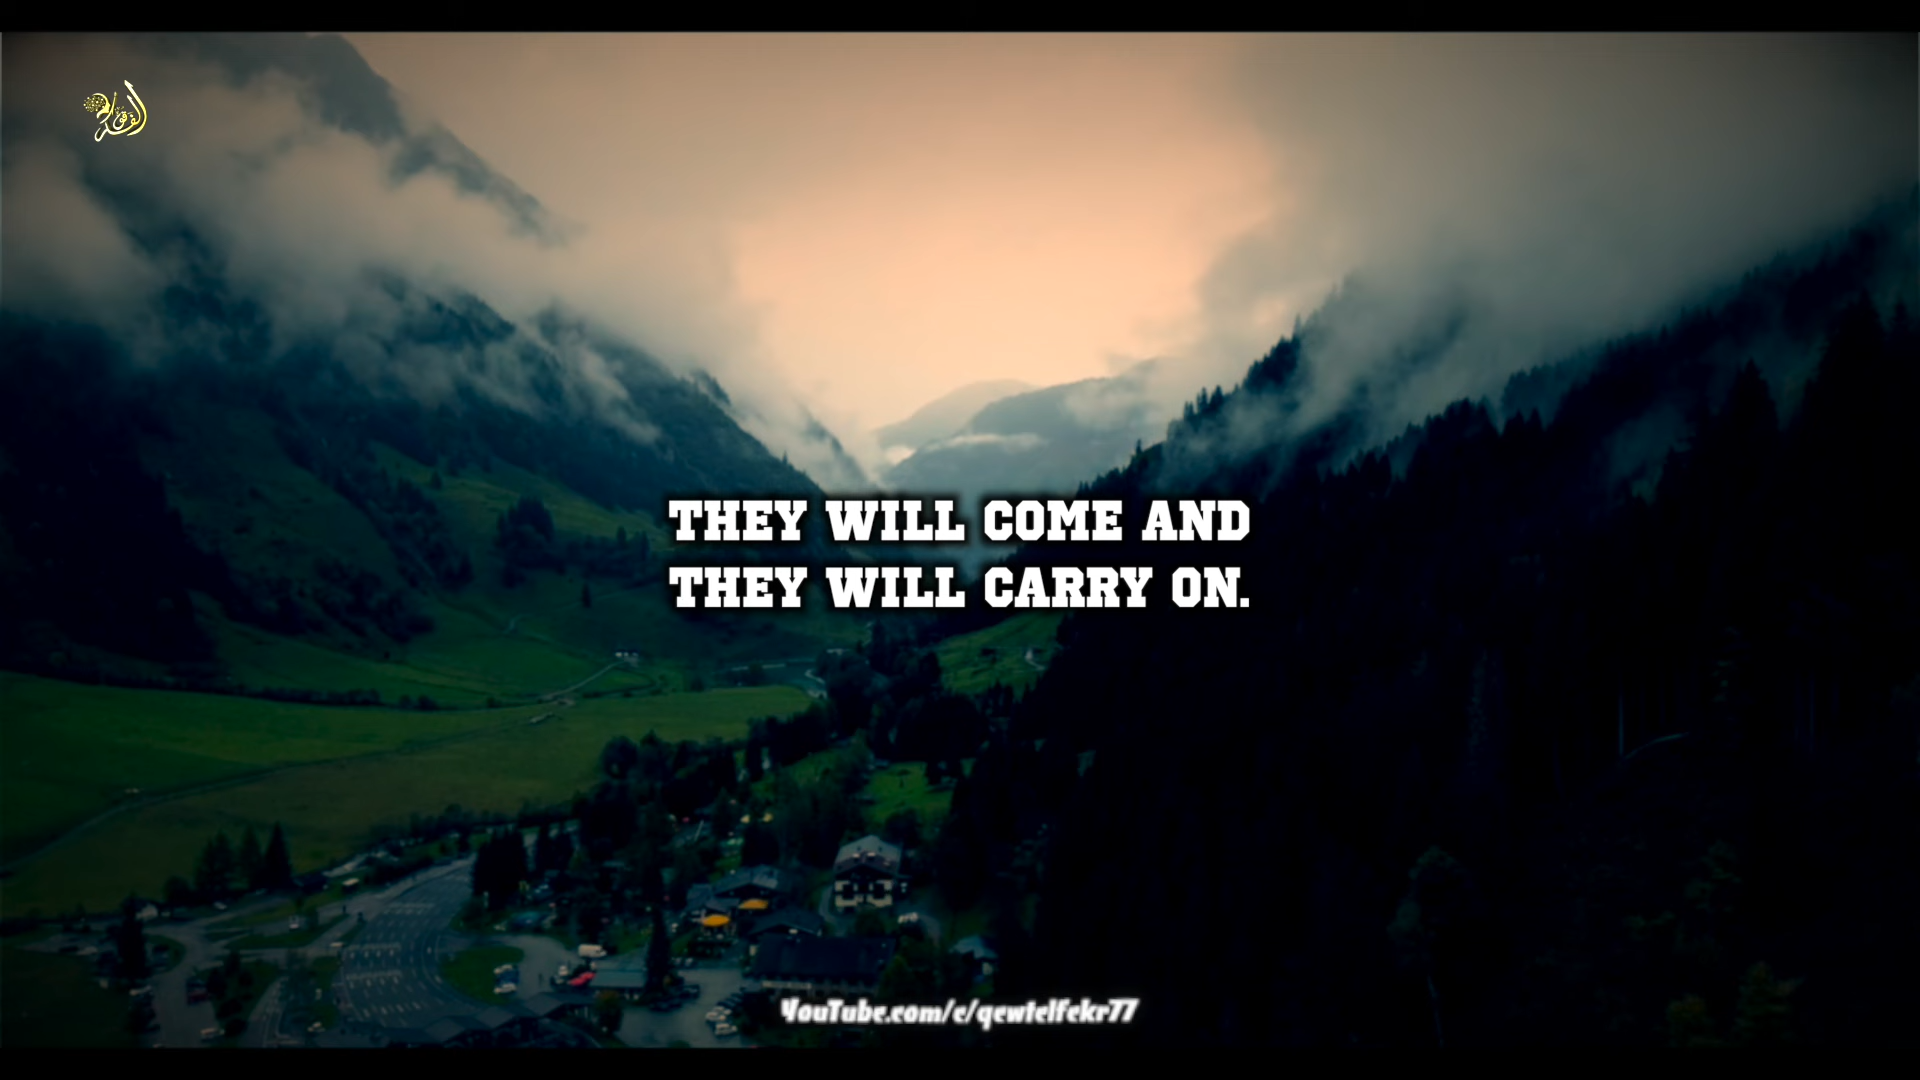 THEY WILL COME AND
THEY WILL CARRY ON.
YouTube.com/c/qewtelfekr77